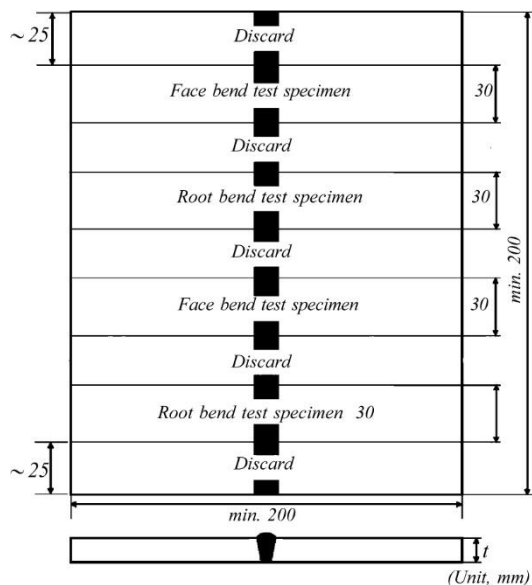 ~25
Discard
Face bend test specimen
30
Discard
Root bend test specimen
30
Discard
min. 200
Face bend test specimen
30
Discard
Root bend test specimen 30
~25
Discard
min. 200
t
(Unit, mm)